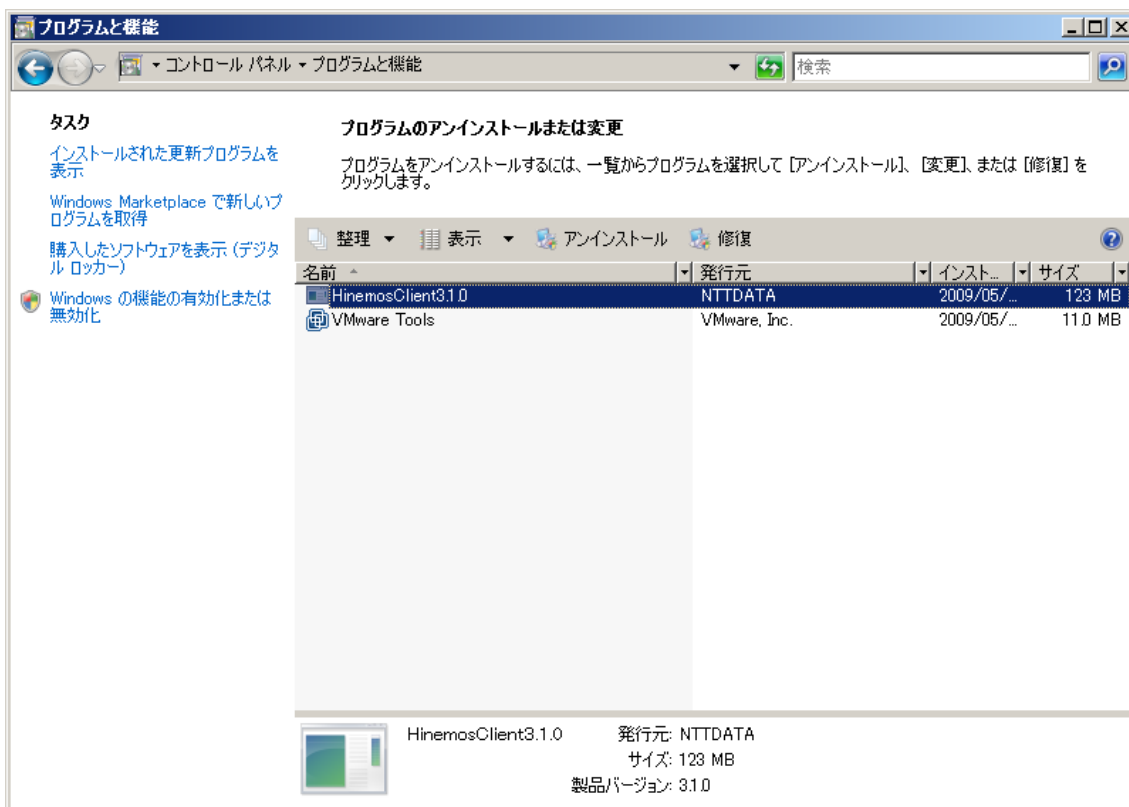 プログラムと機能
コントロール パネル プログラムと機能
検索
タスク
インストールされた更新プログラムを
表示
Windows Marketplace で新しいプ
ログラムを取得
購入したソフトウェアを表示 (デジタ
ル ロッカー)
Windows の機能の有効化または
無効化
プログラムのアンインストールまたは変更
プログラムをアンインストールするには、一覧からプログラムを選択して [アンインストール]、[変更]、または [修復] を
クリックします。
整理 表示 アンインストール 修復
名前 発行元 インスト... サイズ
HinemosClient3.1.0 NTTDATA 2009/05/... 123 MB
VMware Tools VMware, Inc. 2009/05/... 11.0 MB
HinemosClient3.1.0 発行元: NTTDATA
サイズ: 123 MB
製品バージョン: 3.1.0